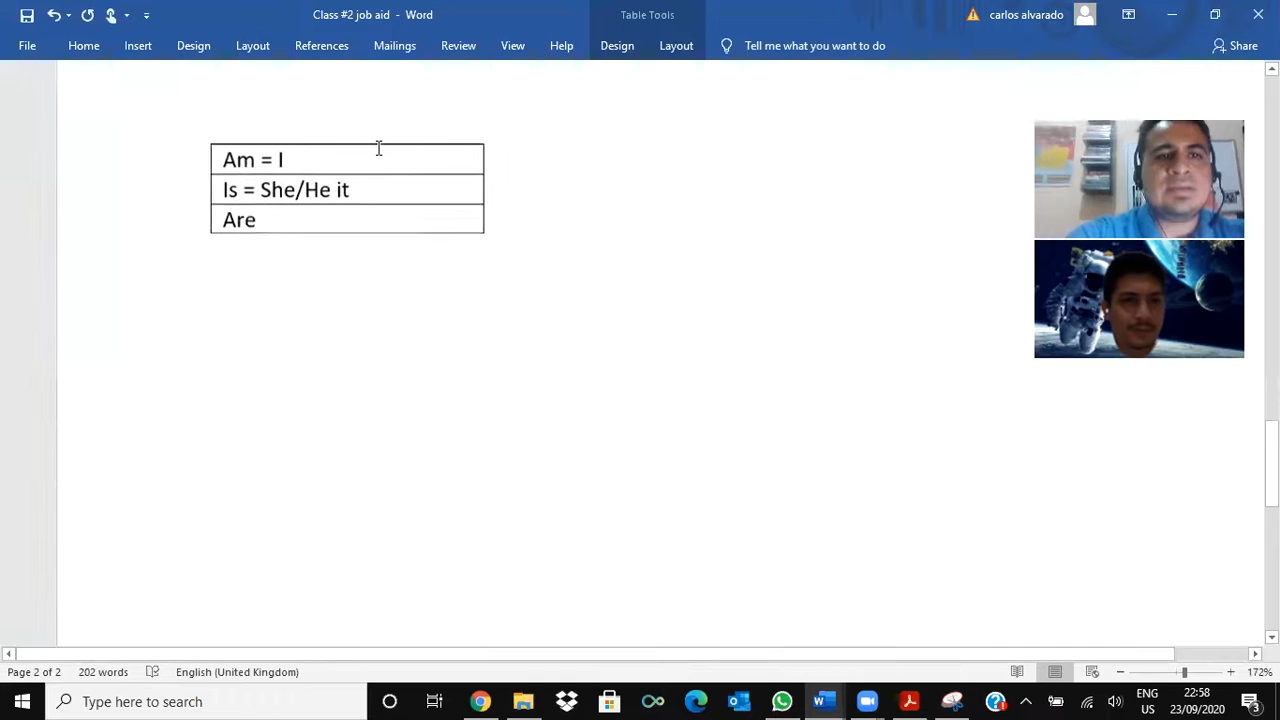 Class #2 job aid - Word
Table Tools
carlos alvarado
File Home Insert Design Layout References Mailings Review View Help Design Layout Tell me what you want to do Share
Am = I
Is = She/He it
Are
Page 2 of 2 202 words English (United Kingdom) 172%
Type here to search
ENG
US
22:58
23/09/2020
3